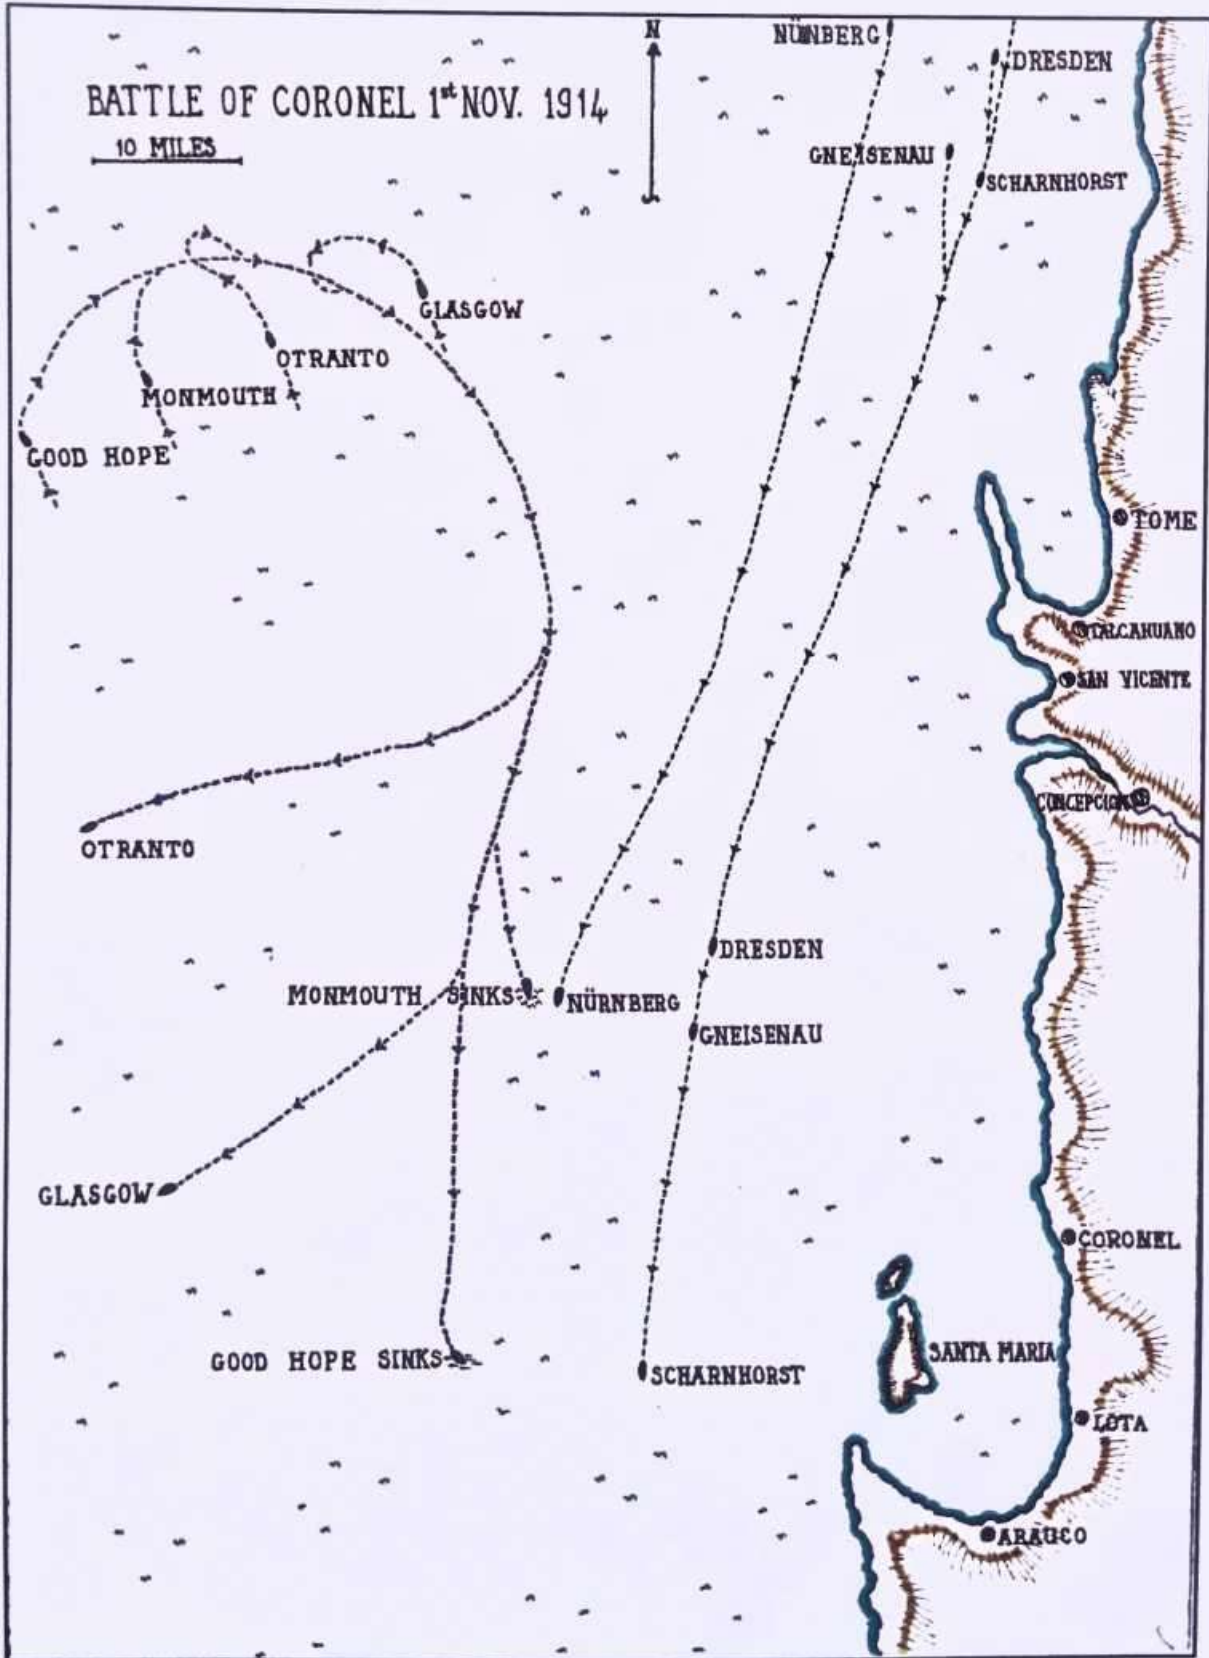 N
NÜNBERG
DRESDEN
BATTLE OF CORONEL 1st NOV. 1914
10 MILES
GNEISENAU
SCHARNHORST
GLASGOW
OTRANTO
MONMOUTH
GOOD HOPE
TOME
TALCAHUANO
SAN VICENTE
CONCEPCION
OTRANTO
DRESDEN
MONMOUTH SINKS
NÜRNBERG
GNEISENAU
GLASGOW
CORONEL
SANTA MARIA
GOOD HOPE SINKS
SCHARNHORST
LOTA
ARAUCO